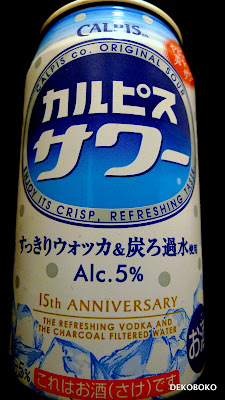 CALPIS
CALPIS CO. ORIGINAL SOUR
カルピス
サワー
ENJOY ITS CRISP, REFRESHING TASTE
すっきりウォッカ&炭ろ過水使用
Alc.5%
15th ANNIVERSARY
THE REFRESHING VODKA AND
THE CHARCOAL FILTERED WATER
お酒
これはお酒(さけ)です
DEKOBOKO